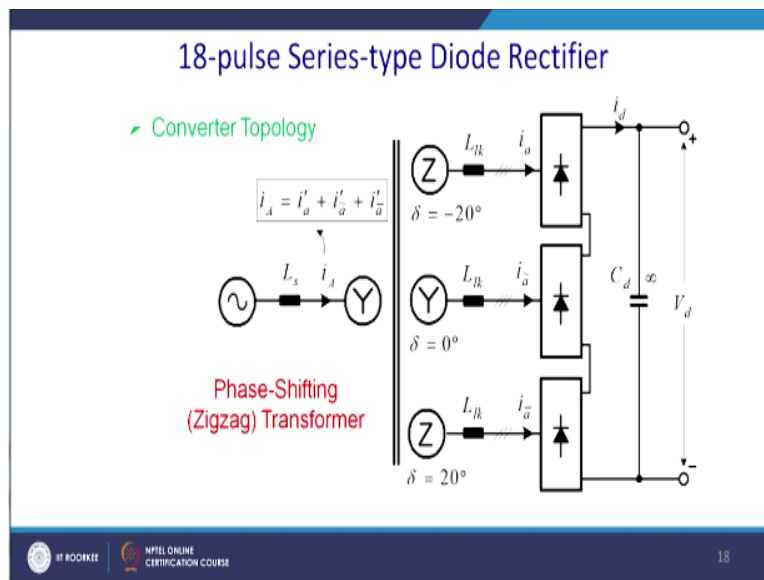 18-pulse Series-type Diode Rectifier
Converter Topology
i_A = i'_a + i'_ã + i'_ā
L_s
i_A
Y
Phase-Shifting
(Zigzag) Transformer
Z
δ = -20°
L_lk
i_a
i_d
+
Y
δ = 0°
L_lk
i_ã
C_d
∞
V_d
Z
δ = 20°
L_lk
i_ā
-
IIT ROORKEE
NPTEL ONLINE
CERTIFICATION COURSE
18